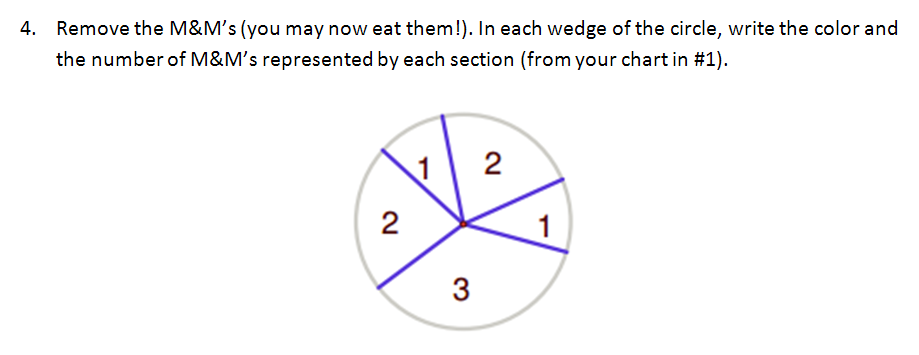 4. Remove the M&M’s (you may now eat them!). In each wedge of the circle, write the color and
the number of M&M’s represented by each section (from your chart in #1).
1 2
2 1
3